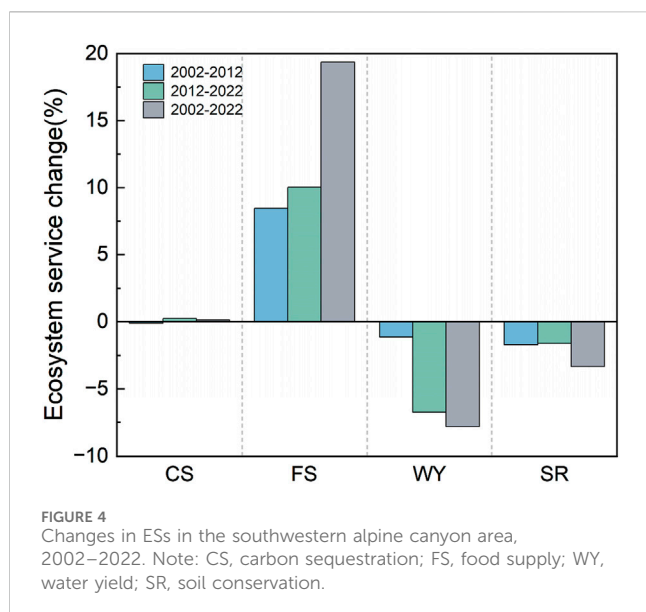 20
15
10
5
0
−5
−10
Ecosystem service change(%)
2002-2012
2012-2022
2002-2022
CS FS WY SR
FIGURE 4
Changes in ESs in the southwestern alpine canyon area,
2002–2022. Note: CS, carbon sequestration; FS, food supply; WY,
water yield; SR, soil conservation.